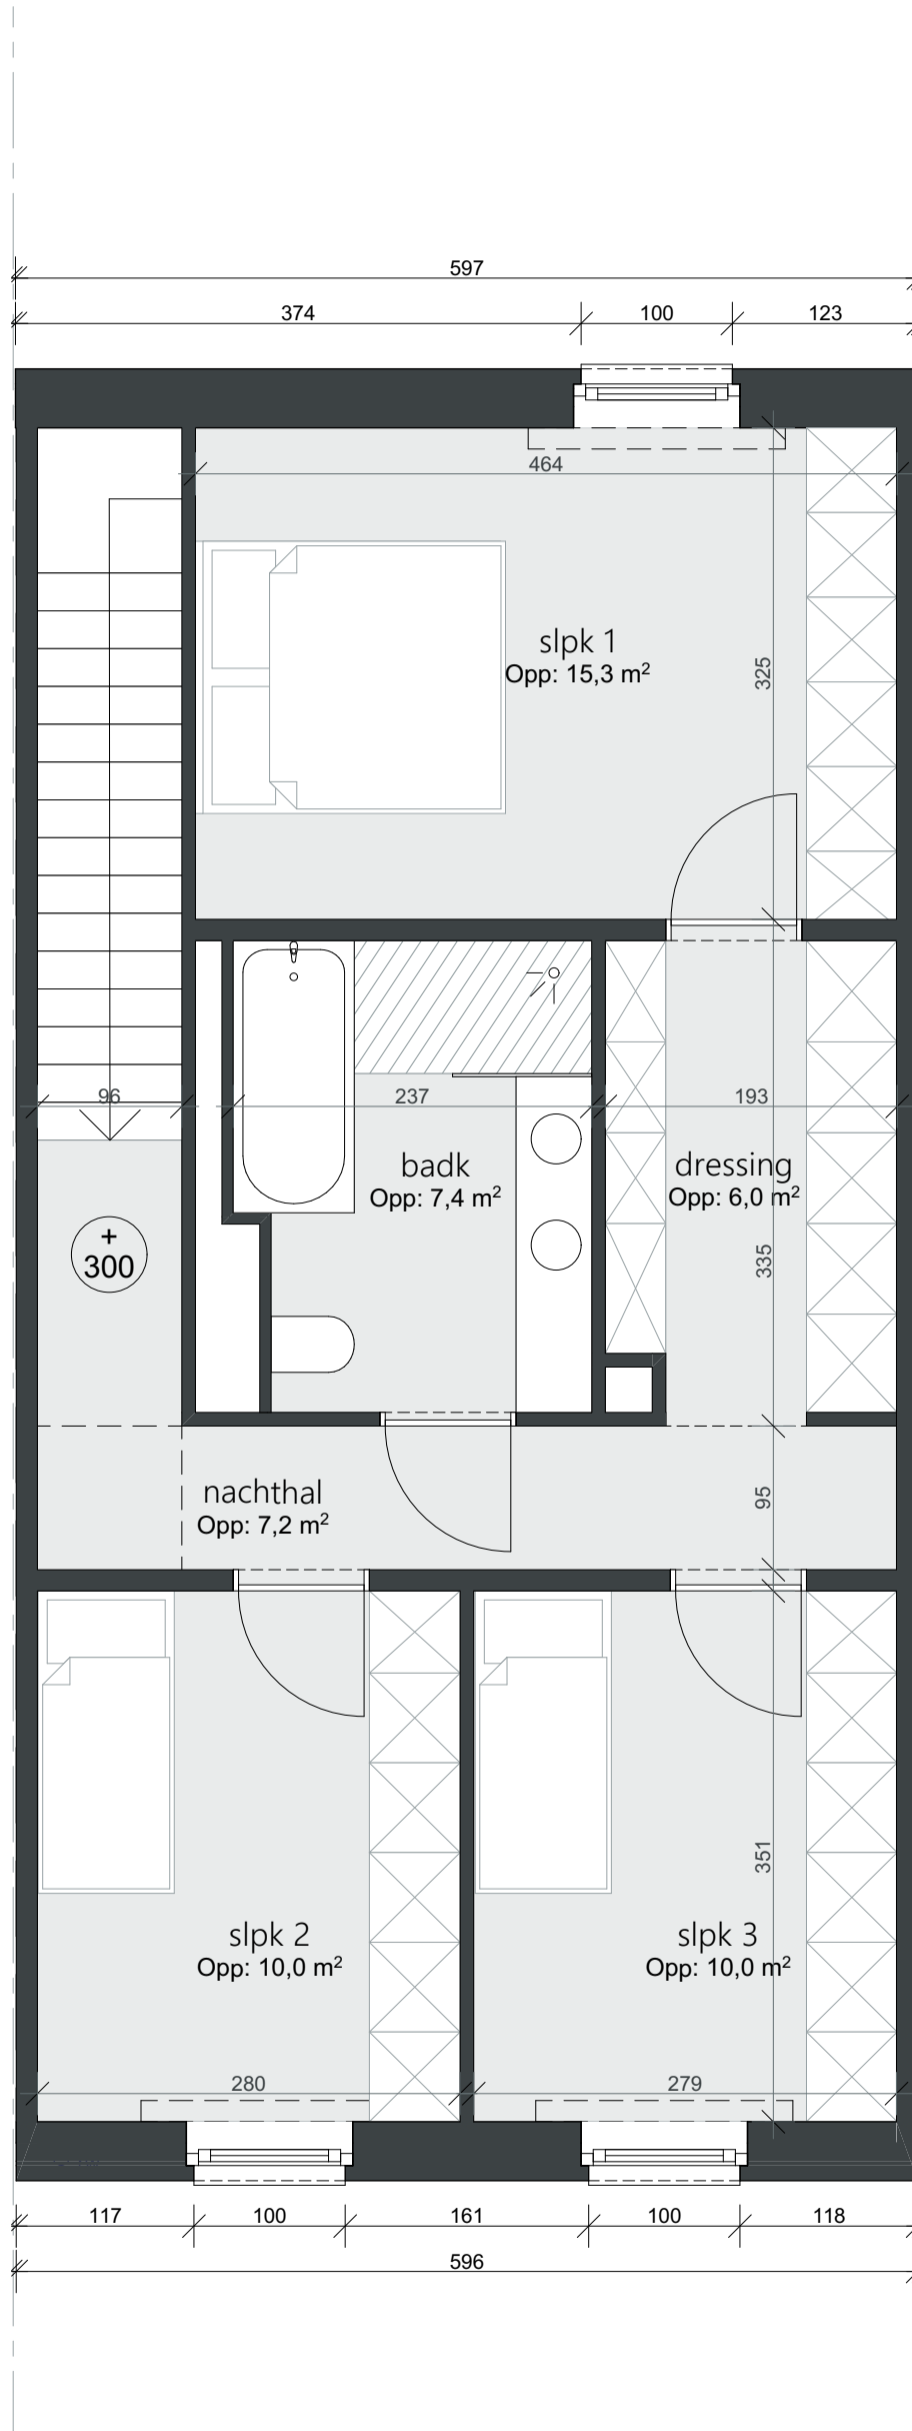 597
374
100
123
464
slpk 1
Opp: 15,3 m²
325
96
237
193
badk
Opp: 7,4 m²
dressing
Opp: 6,0 m²
+
300
335
nachthal
Opp: 7,2 m²
95
351
slpk 2
Opp: 10,0 m²
slpk 3
Opp: 10,0 m²
280
279
117
100
161
100
118
596